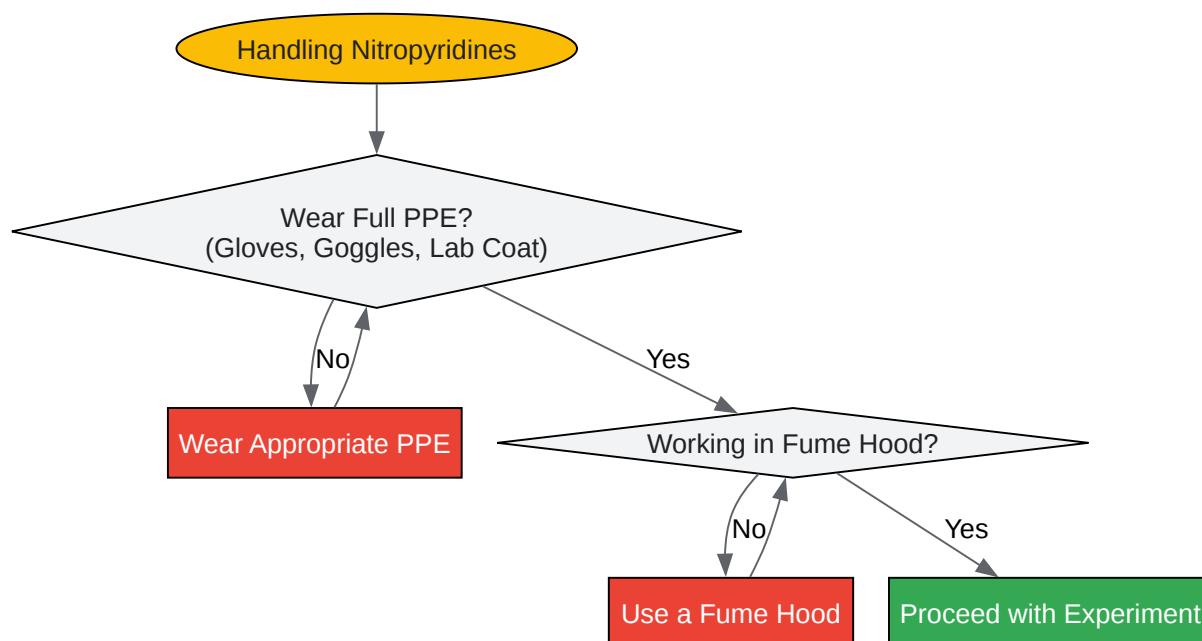 Handling Nitropyridines
Wear Full PPE?
(Gloves, Goggles, Lab Coat)
No
Yes
Wear Appropriate PPE
Working in Fume Hood?
No
Yes
Use a Fume Hood
Proceed with Experiment